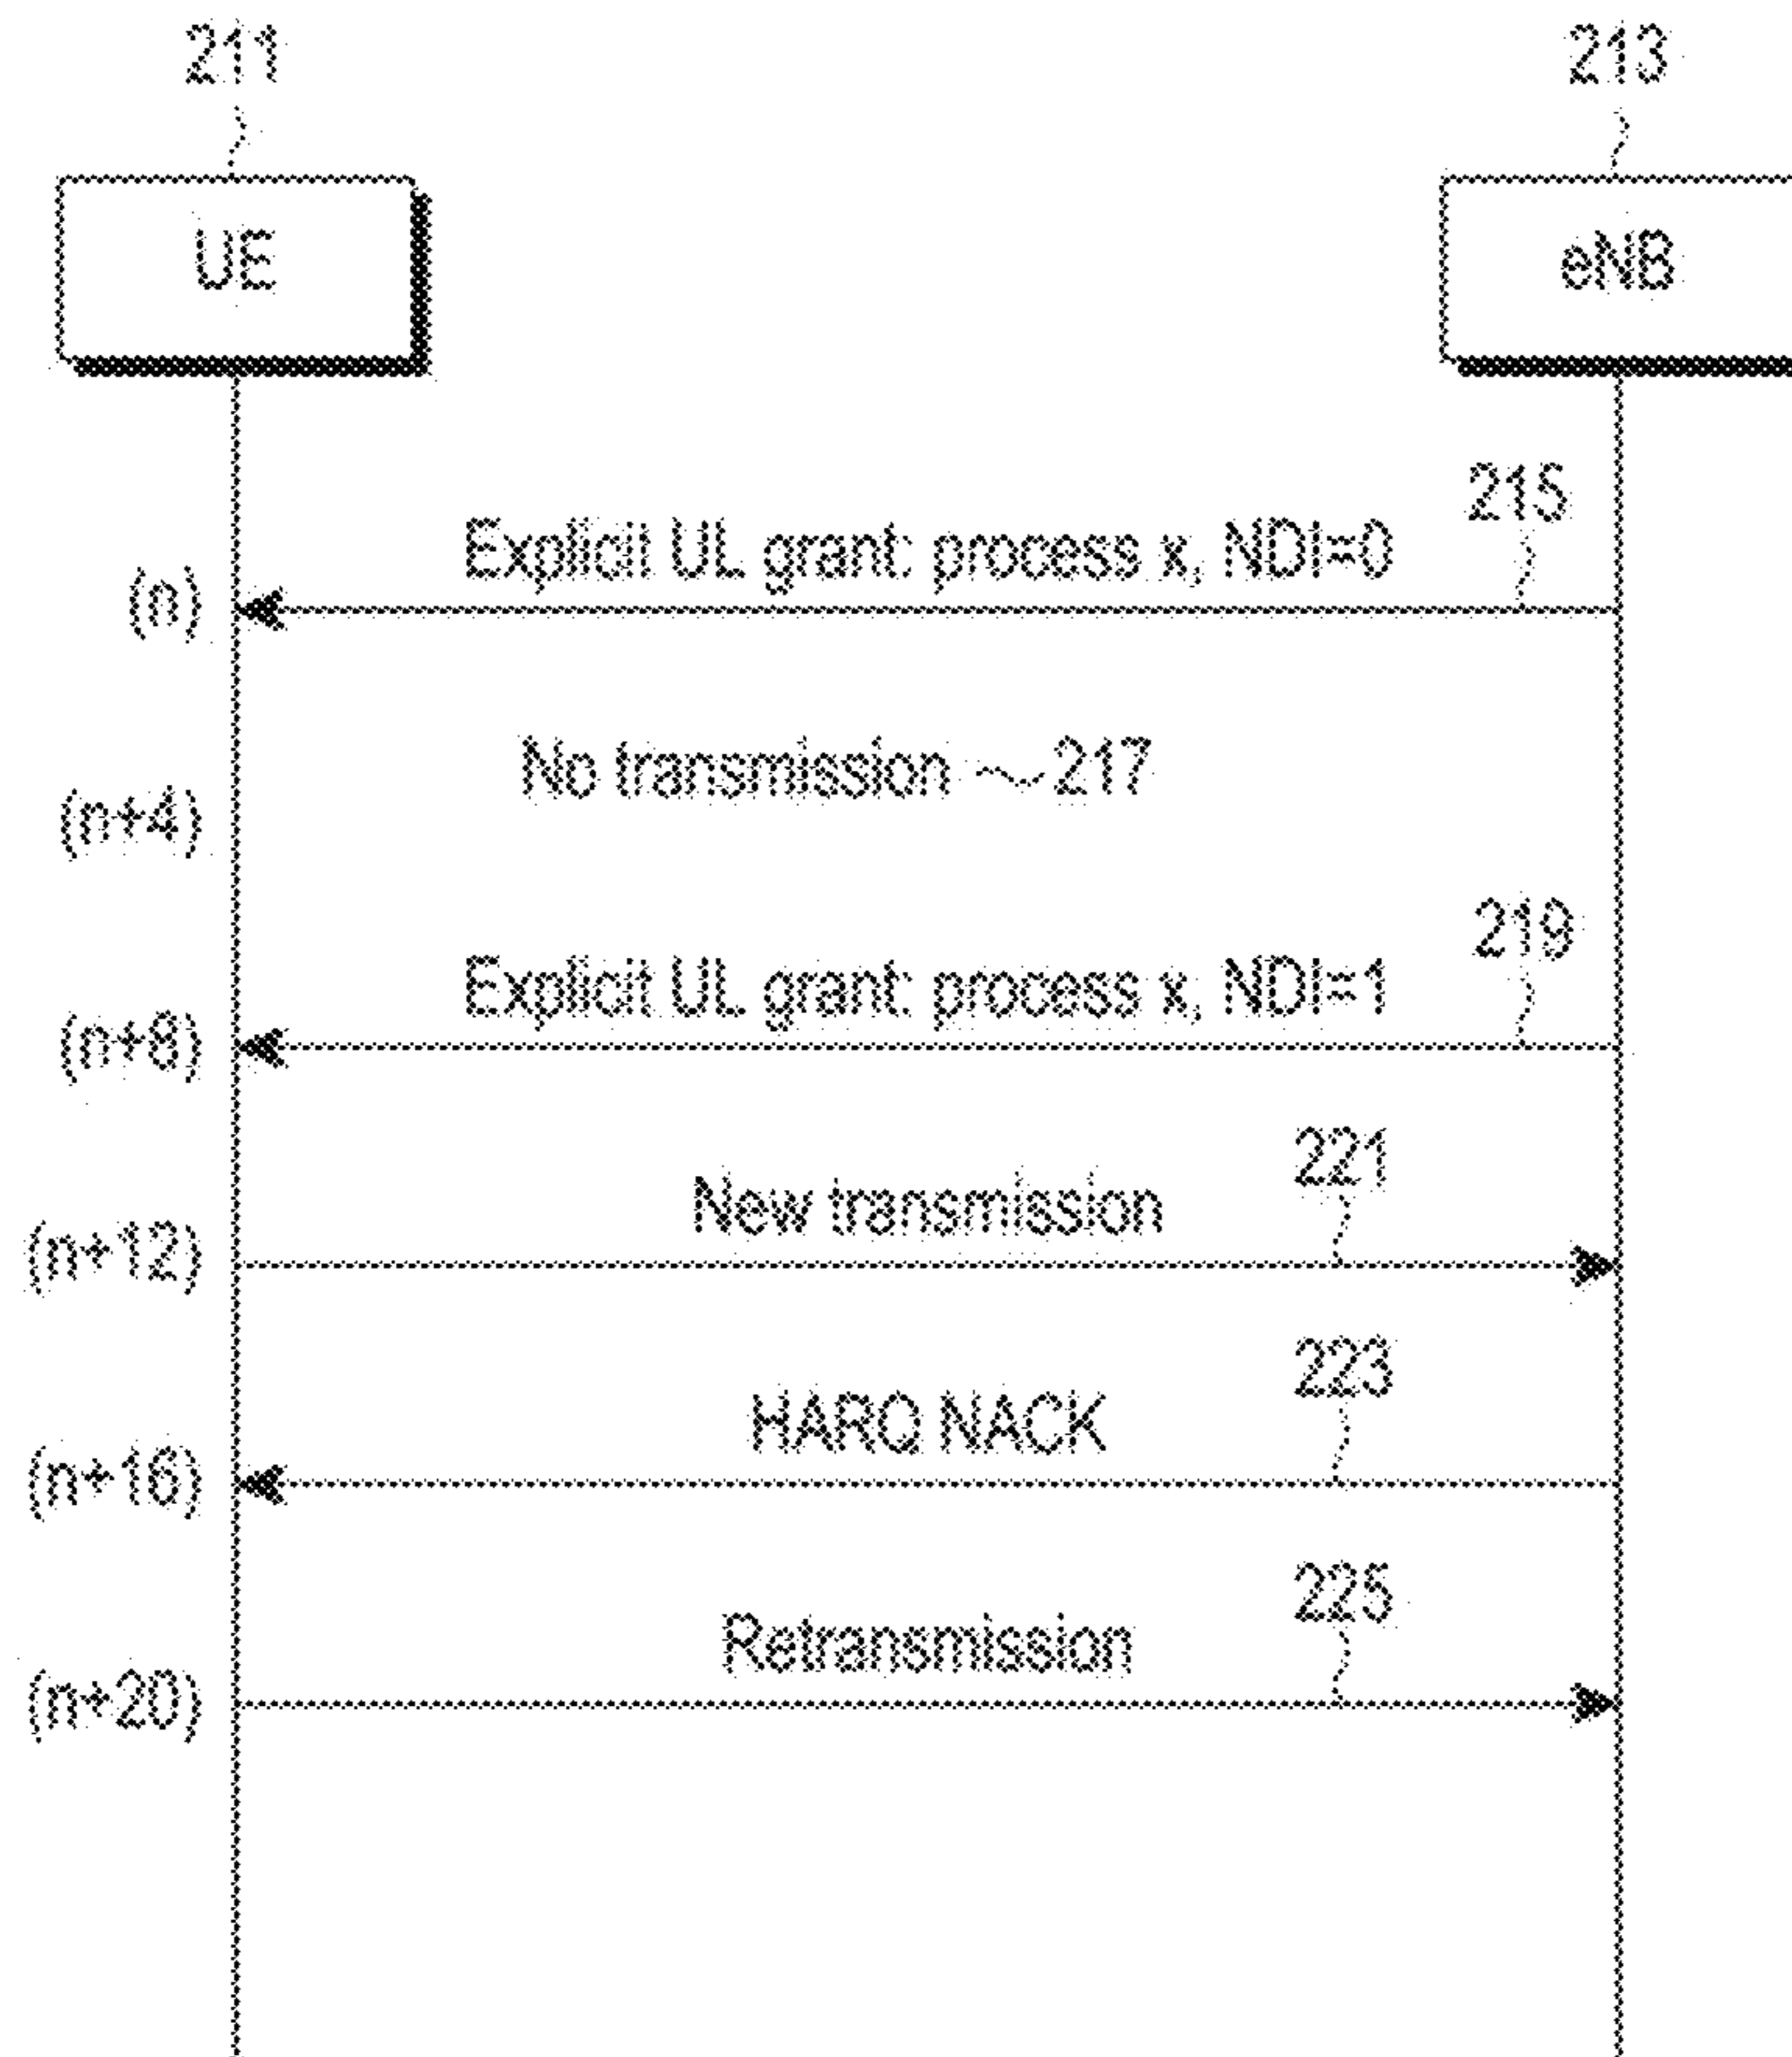 211
213
UE
eNB
215
Explicit UL grant: process x, NDI=0
(n)
No transmission ~217
(n+4)
219
Explicit UL grant: process x, NDI=1
(n+8)
221
New transmission
(n+12)
223
HARQ NACK
(n+16)
225
Retransmission
(n+20)